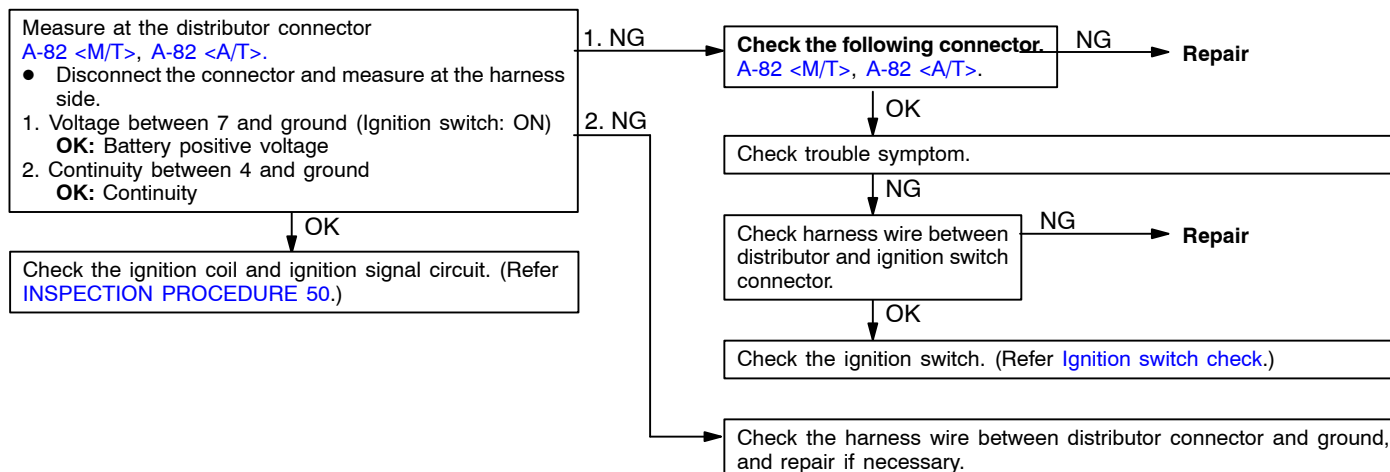 Measure at the distributor connector
A-82 <M/T>, A-82 <A/T>.
● Disconnect the connector and measure at the harness
side.
1. Voltage between 7 and ground (Ignition switch: ON)
OK: Battery positive voltage
2. Continuity between 4 and ground
OK: Continuity
OK
Check the ignition coil and ignition signal circuit. (Refer
INSPECTION PROCEDURE 50.)
1. NG
2. NG
Check the following connector.
A-82 <M/T>, A-82 <A/T>.
NG
Repair
OK
Check trouble symptom.
NG
Check harness wire between
distributor and ignition switch
connector.
NG
Repair
OK
Check the ignition switch. (Refer Ignition switch check.)
Check the harness wire between distributor connector and ground,
and repair if necessary.